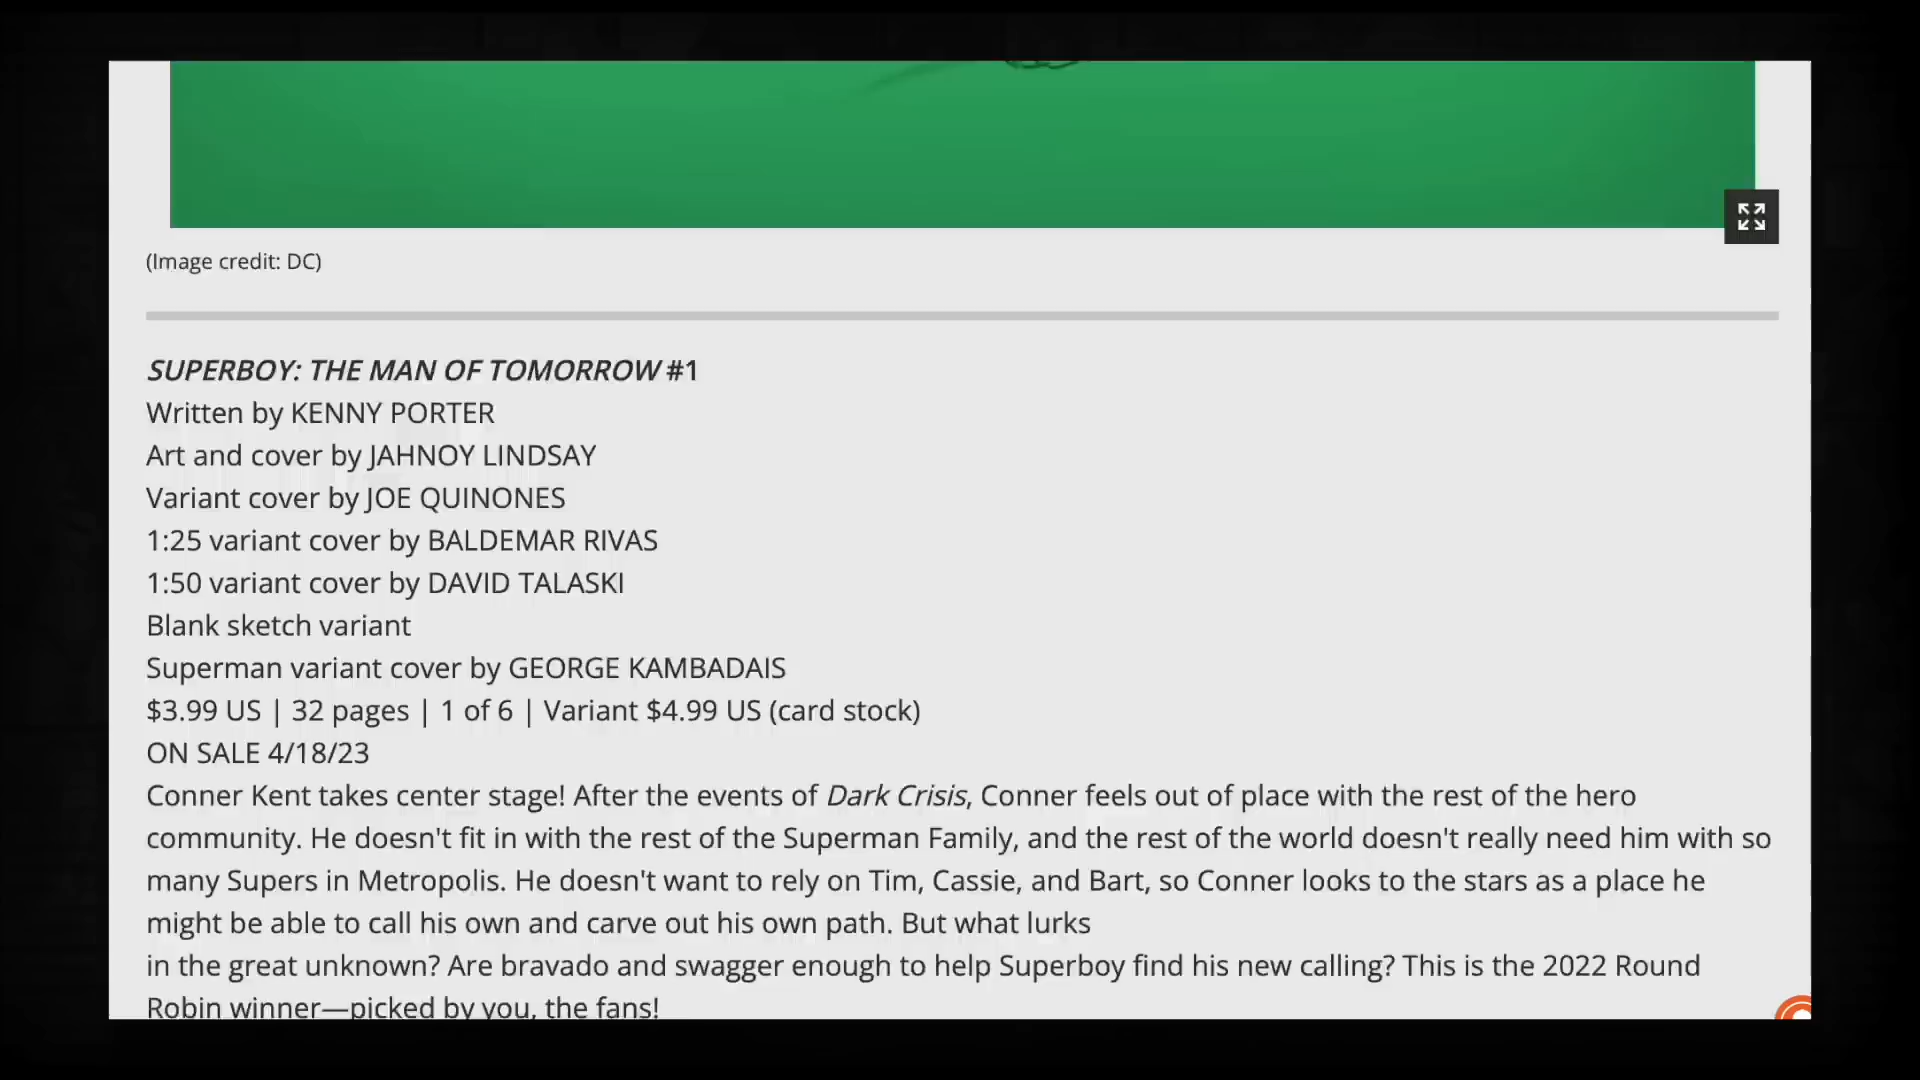 (Image credit: DC)
SUPERBOY: THE MAN OF TOMORROW #1
Written by KENNY PORTER
Art and cover by JAHNOY LINDSAY
Variant cover by JOE QUINONES
1:25 variant cover by BALDEMAR RIVAS
1:50 variant cover by DAVID TALASKI
Blank sketch variant
Superman variant cover by GEORGE KAMBADAIS
$3.99 US | 32 pages | 1 of 6 | Variant $4.99 US (card stock)
ON SALE 4/18/23
Conner Kent takes center stage! After the events of Dark Crisis, Conner feels out of place with the rest of the hero
community. He doesn't fit in with the rest of the Superman Family, and the rest of the world doesn't really need him with so
many Supers in Metropolis. He doesn't want to rely on Tim, Cassie, and Bart, so Conner looks to the stars as a place he
might be able to call his own and carve out his own path. But what lurks
in the great unknown? Are bravado and swagger enough to help Superboy find his new calling? This is the 2022 Round
Robin winner—picked by you, the fans!